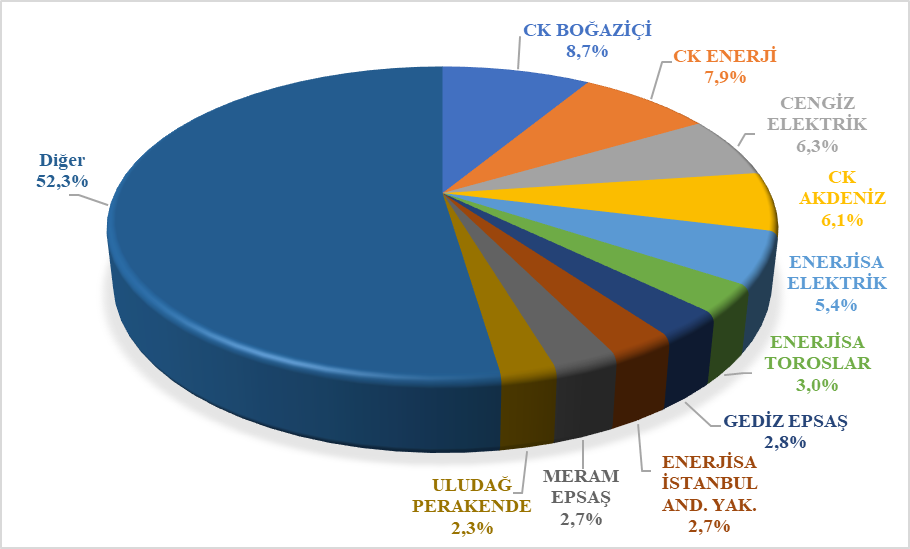 CK BOĞAZİÇİ
8,7%
CK ENERJİ
7,9%
CENGİZ
ELEKTRİK
6,3%
CK
AKDENİZ
6,1%
ENERJİSA
ELEKTRİK
5,4%
ENERJİSA
TOROSLAR
3,0%
GEDİZ EPSAŞ
2,8%
ENERJİSA
İSTANBUL
AND. YAK.
2,7%
MERAM
EPSAŞ
2,7%
ULUDAĞ
PERAKENDE
2,3%
Diğer
52,3%